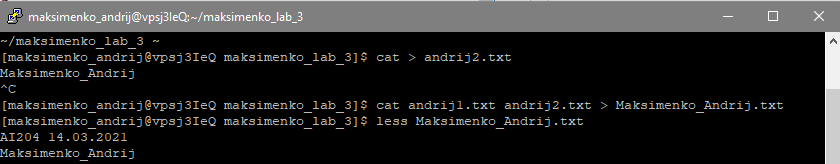 maksimenko_andrij@vpsj3IeQ:~/maksimenko_lab_3
~/maksimenko_lab_3 ~
[maksimenko_andrij@vpsj3IeQ maksimenko_lab_3]$ cat > andrij2.txt
Maksimenko_Andrij
^C
[maksimenko_andrij@vpsj3IeQ maksimenko_lab_3]$ cat andrij1.txt andrij2.txt > Maksimenko_Andrij.txt
[maksimenko_andrij@vpsj3IeQ maksimenko_lab_3]$ less Maksimenko_Andrij.txt
AI204 14.03.2021
Maksimenko_Andrij